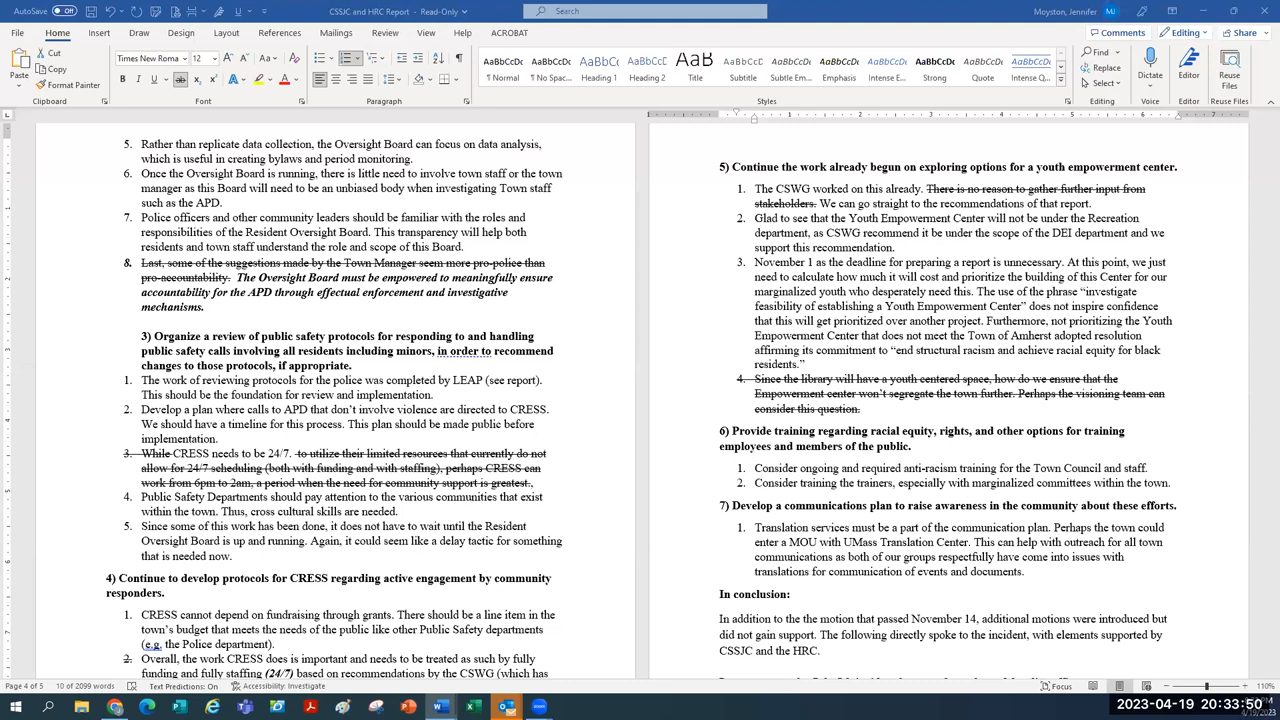 AutoSave Off CSSJC and HRC Report - Read-Only Search Moyston, Jennifer MJ
File Home Insert Draw Design Layout References Mailings Review View Help ACROBAT Comments Editing Share
Paste Cut Copy Format Painter Clipboard
Times New Roma 12 Font
Paragraph
AaBbCcDc AaBbCcDc AaBbCc AaBbCcD AaB AaBbCcD AaBbCcDc AaBbCcDc AaBbCcDc AaBbCcDc AaBbCcDc AaBbCcDc
¶ Normal ¶ No Spac... Heading 1 Heading 2 Title Subtitle Subtle Em... Emphasis Intense E... Strong Quote Intense Q...
Styles
Find Replace Select Editing
Dictate Voice
Editor Editor
Reuse Files Reuse Files
5. Rather than replicate data collection, the Oversight Board can focus on data analysis,
which is useful in creating bylaws and period monitoring.
6. Once the Oversight Board is running, there is little need to involve town staff or the town
manager as this Board will need to be an unbiased body when investigating Town staff
such as the APD.
7. Police officers and other community leaders should be familiar with the roles and
responsibilities of the Resident Oversight Board. This transparency will help both
residents and town staff understand the role and scope of this Board.
8. Last, some of the suggestions made by the Town Manager seem more pro-police than
pro-accountability. The Oversight Board must be empowered to meaningfully ensure
accountability for the APD through effectual enforcement and investigative
mechanisms.
3) Organize a review of public safety protocols for responding to and handling
public safety calls involving all residents including minors, in order to recommend
changes to those protocols, if appropriate.
1. The work of reviewing protocols for the police was completed by LEAP (see report).
This should be the foundation for review and implementation.
2. Develop a plan where calls to APD that don't involve violence are directed to CRESS.
We should have a timeline for this process. This plan should be made public before
implementation.
3. While CRESS needs to be 24/7. to utilize their limited resources that currently do not
allow for 24/7 scheduling (both with funding and with staffing), perhaps CRESS can
work from 6pm to 2am, a period when the need for community support is greatest.,
4. Public Safety Departments should pay attention to the various communities that exist
within the town. Thus, cross cultural skills are needed.
5. Since some of this work has been done, it does not have to wait until the Resident
Oversight Board is up and running. Again, it could seem like a delay tactic for something
that is needed now.
4) Continue to develop protocols for CRESS regarding active engagement by community
responders.
1. CRESS cannot depend on fundraising through grants. There should be a line item in the
town's budget that meets the needs of the public like other Public Safety departments
(e.g. the Police department).
2. Overall, the work CRESS does is important and needs to be treated as such by fully
funding and fully staffing (24/7) based on recommendations by the CSWG (which has
5) Continue the work already begun on exploring options for a youth empowerment center.
1. The CSWG worked on this already. There is no reason to gather further input from
stakeholders. We can go straight to the recommendations of that report.
2. Glad to see that the Youth Empowerment Center will not be under the Recreation
department, as CSWG recommend it be under the scope of the DEI department and we
support this recommendation.
3. November 1 as the deadline for preparing a report is unnecessary. At this point, we just
need to calculate how much it will cost and prioritize the building of this Center for our
marginalized youth who desperately need this. The use of the phrase “investigate
feasibility of establishing a Youth Empowerment Center” does not inspire confidence
that this will get prioritized over another project. Furthermore, not prioritizing the Youth
Empowerment Center that does not meet the Town of Amherst adopted resolution
affirming its commitment to “end structural racism and achieve racial equity for black
residents.”
4. Since the library will have a youth centered space, how do we ensure that the
Empowerment center won't segregate the town further. Perhaps the visioning team can
consider this question.
6) Provide training regarding racial equity, rights, and other options for training
employees and members of the public.
1. Consider ongoing and required anti-racism training for the Town Council and staff.
2. Consider training the trainers, especially with marginalized committees within the town.
7) Develop a communications plan to raise awareness in the community about these efforts.
1. Translation services must be a part of the communication plan. Perhaps the town could
enter a MOU with UMass Translation Center. This can help with outreach for all town
communications as both of our groups respectfully have come into issues with
translations for communication of events and documents.
In conclusion:
In addition to the the motion that passed November 14, additional motions were introduced but
did not gain support. The following directly spoke to the incident, with elements supported by
CSSJC and the HRC.
Page 4 of 5 10 of 2099 words Text Predictions: On Accessibility: Investigate Focus 110%
2023-04-19 20:33:50